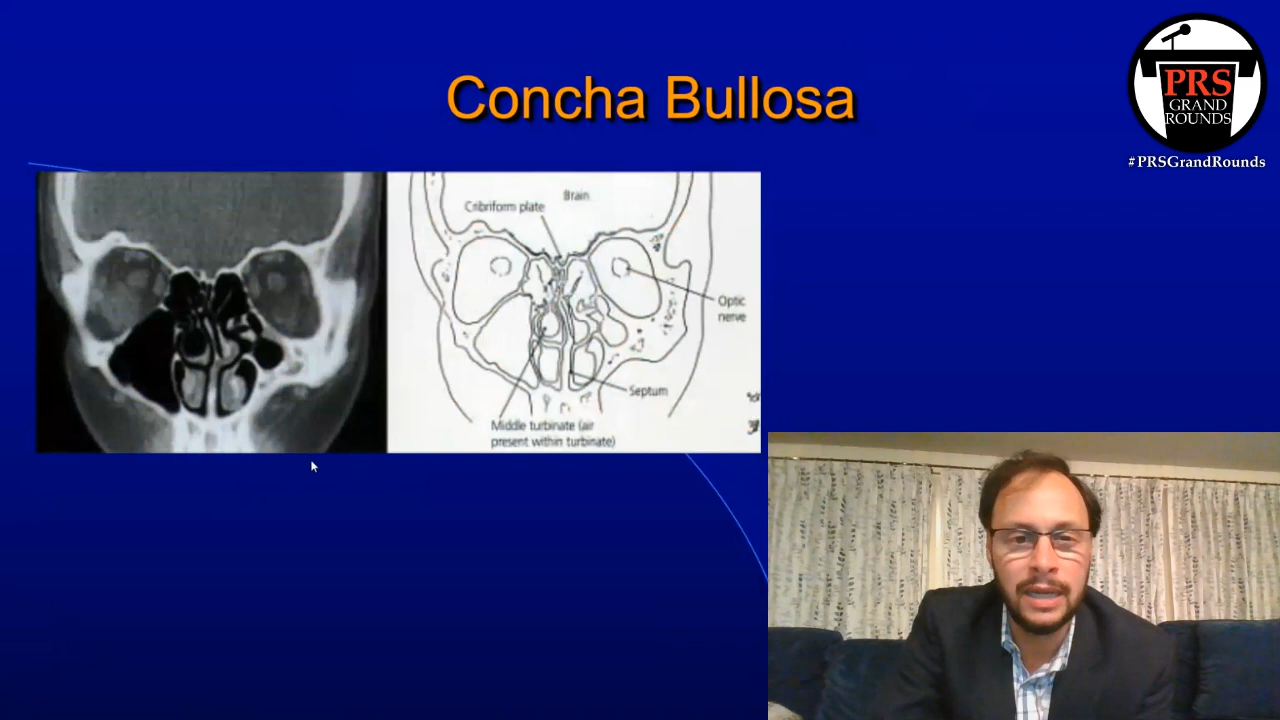 Concha Bullosa
PRS
GRAND
ROUNDS
#PRSGrandRounds
Brain
Cribriform plate
Optic
nerve
Septum
Middle turbinate (air
present within turbinate)